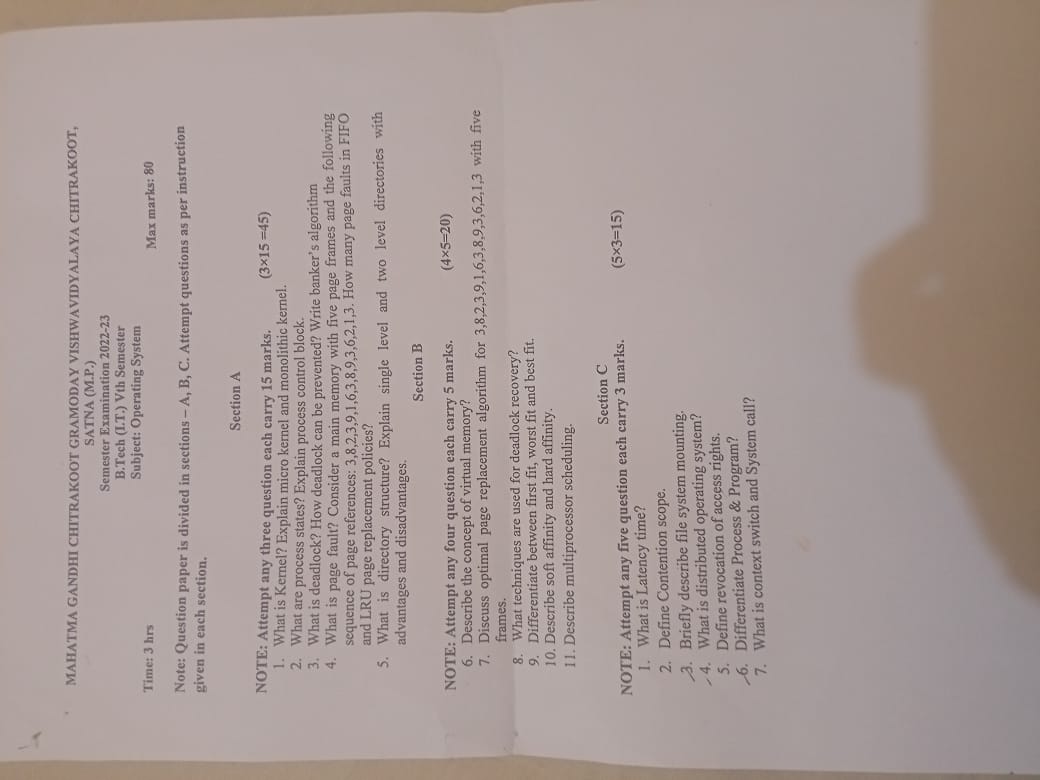 MAHATMA GANDHI CHITRAKOOT GRAMODAY VISHWAVIDYALAYA CHITRAKOOT,
SATNA (M.P.)
Semester Examination 2022-23
B.Tech (I.T.) Vth Semester
Subject: Operating System
Time: 3 hrs Max marks: 80
Note: Question paper is divided in sections – A, B, C. Attempt questions as per instruction
given in each section.
Section A
NOTE: Attempt any three question each carry 15 marks. (3×15 =45)
1. What is Kernel? Explain micro kernel and monolithic kernel.
2. What are process states? Explain process control block.
3. What is deadlock? How deadlock can be prevented? Write banker's algorithm
4. What is page fault? Consider a main memory with five page frames and the following
sequence of page references: 3,8,2,3,9,1,6,3,8,9,3,6,2,1,3. How many page faults in FIFO
and LRU page replacement policies?
5. What is directory structure? Explain single level and two level directories with
advantages and disadvantages.
Section B
NOTE: Attempt any four question each carry 5 marks. (4×5=20)
6. Describe the concept of virtual memory?
7. Discuss optimal page replacement algorithm for 3,8,2,3,9,1,6,3,8,9,3,6,2,1,3 with five
frames.
8. What techniques are used for deadlock recovery?
9. Differentiate between first fit, worst fit and best fit.
10. Describe soft affinity and hard affinity.
11. Describe multiprocessor scheduling.
Section C
NOTE: Attempt any five question each carry 3 marks. (5×3=15)
1. What is Latency time?
2. Define Contention scope.
3. Briefly describe file system mounting.
4. What is distributed operating system?
5. Define revocation of access rights.
6. Differentiate Process & Program?
7. What is context switch and System call?